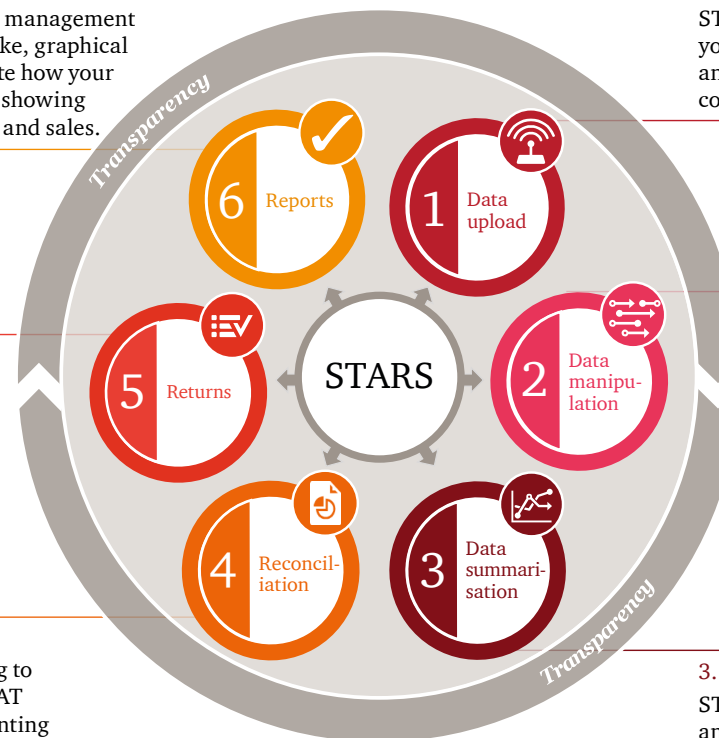 management
ke, graphical
te how your
showing
and sales.
ST
yo
an
co
Transparency
6 Reports
1 Data
upload
5 Returns
STARS
2 Data
manipu-
lation
4 Reconcil-
iation
3 Data
summari-
sation
Transparency
g to
AT
nting
3.
ST
an